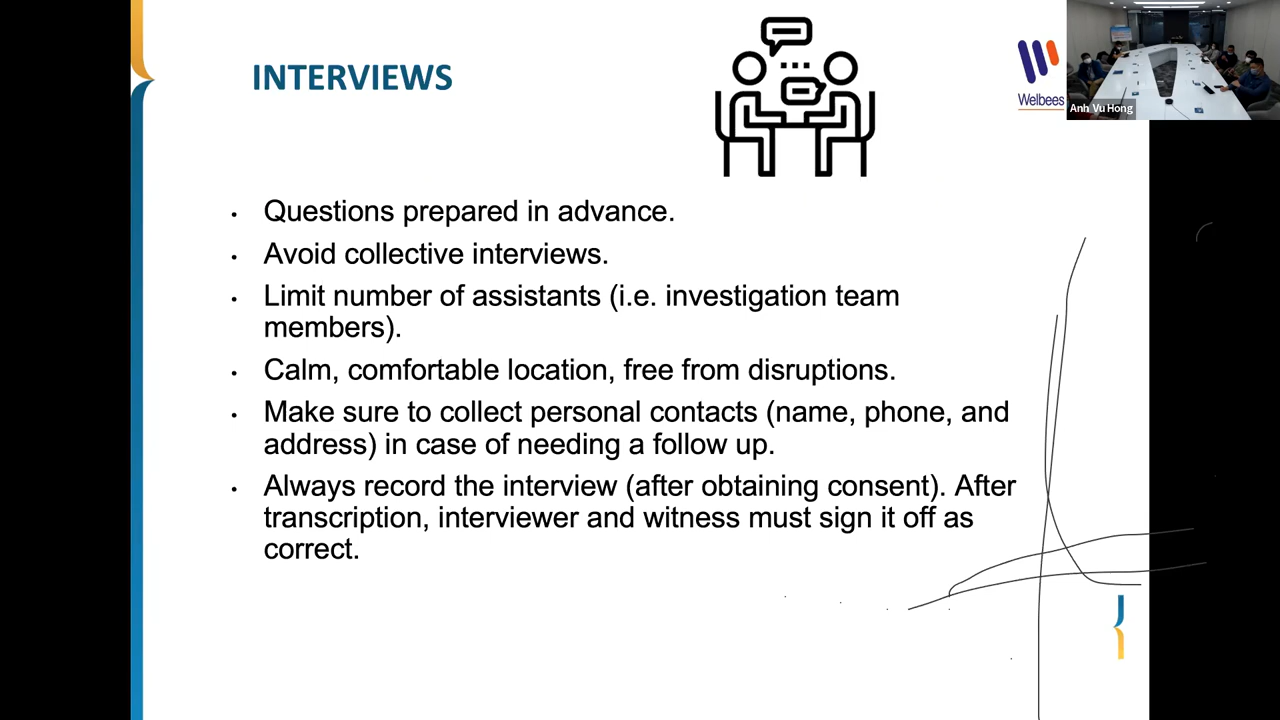 INTERVIEWS
Welbees
Anh Vu Hong
• Questions prepared in advance.
• Avoid collective interviews.
• Limit number of assistants (i.e. investigation team
members).
• Calm, comfortable location, free from disruptions.
• Make sure to collect personal contacts (name, phone, and
address) in case of needing a follow up.
• Always record the interview (after obtaining consent). After
transcription, interviewer and witness must sign it off as
correct.